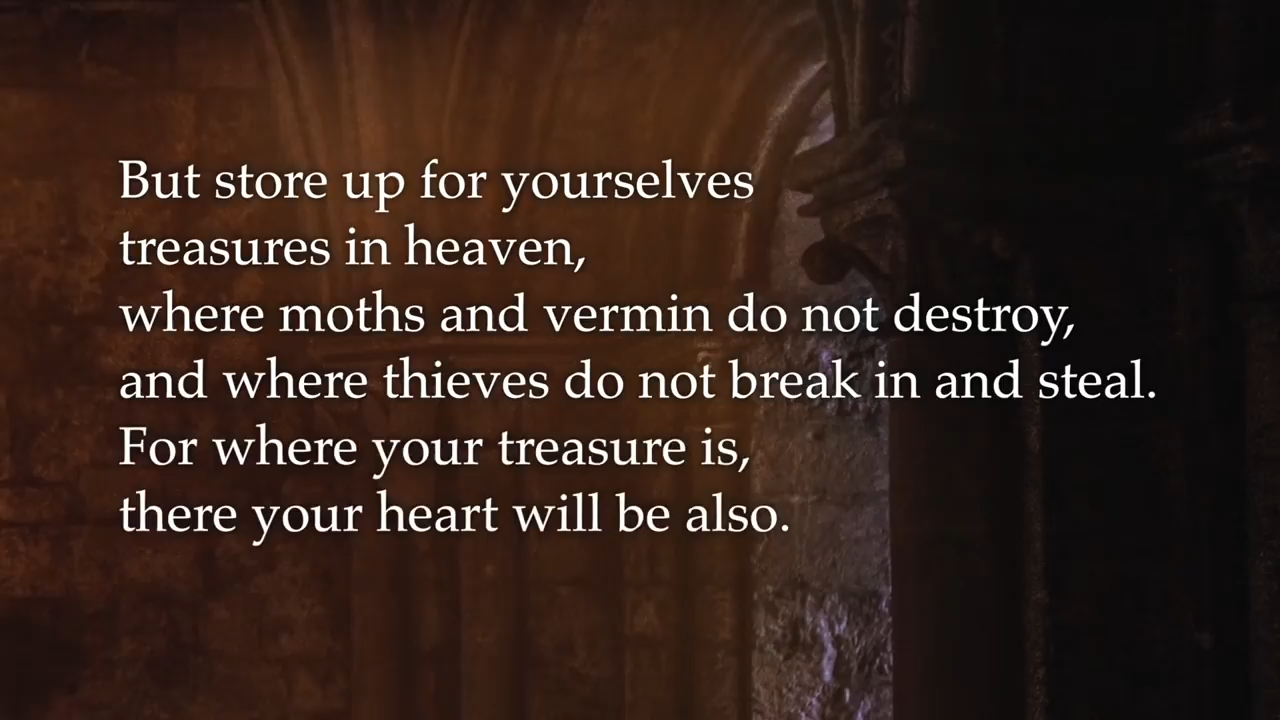 But store up for yourselves
treasures in heaven,
where moths and vermin do not destroy,
and where thieves do not break in and steal.
For where your treasure is,
there your heart will be also.